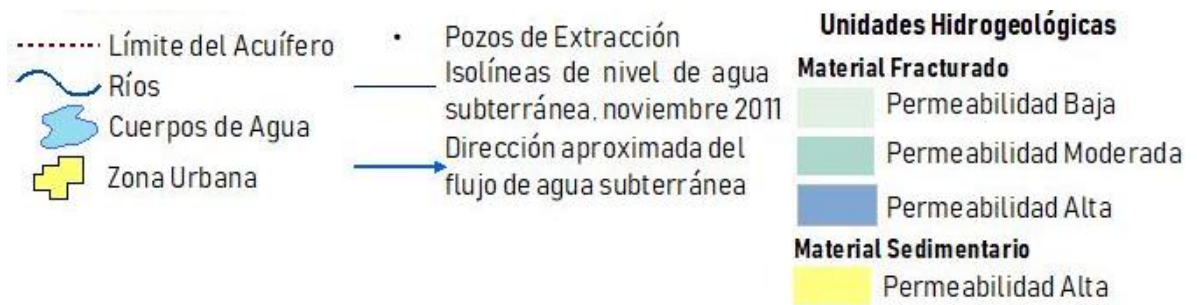 Límite del Acuífero
Ríos
Cuerpos de Agua
Zona Urbana
Pozos de Extracción
Isolíneas de nivel de agua
subterránea, noviembre 2011
Dirección aproximada del
flujo de agua subterránea
Unidades Hidrogeológicas
Material Fracturado
Permeabilidad Baja
Permeabilidad Moderada
Permeabilidad Alta
Material Sedimentario
Permeabilidad Alta